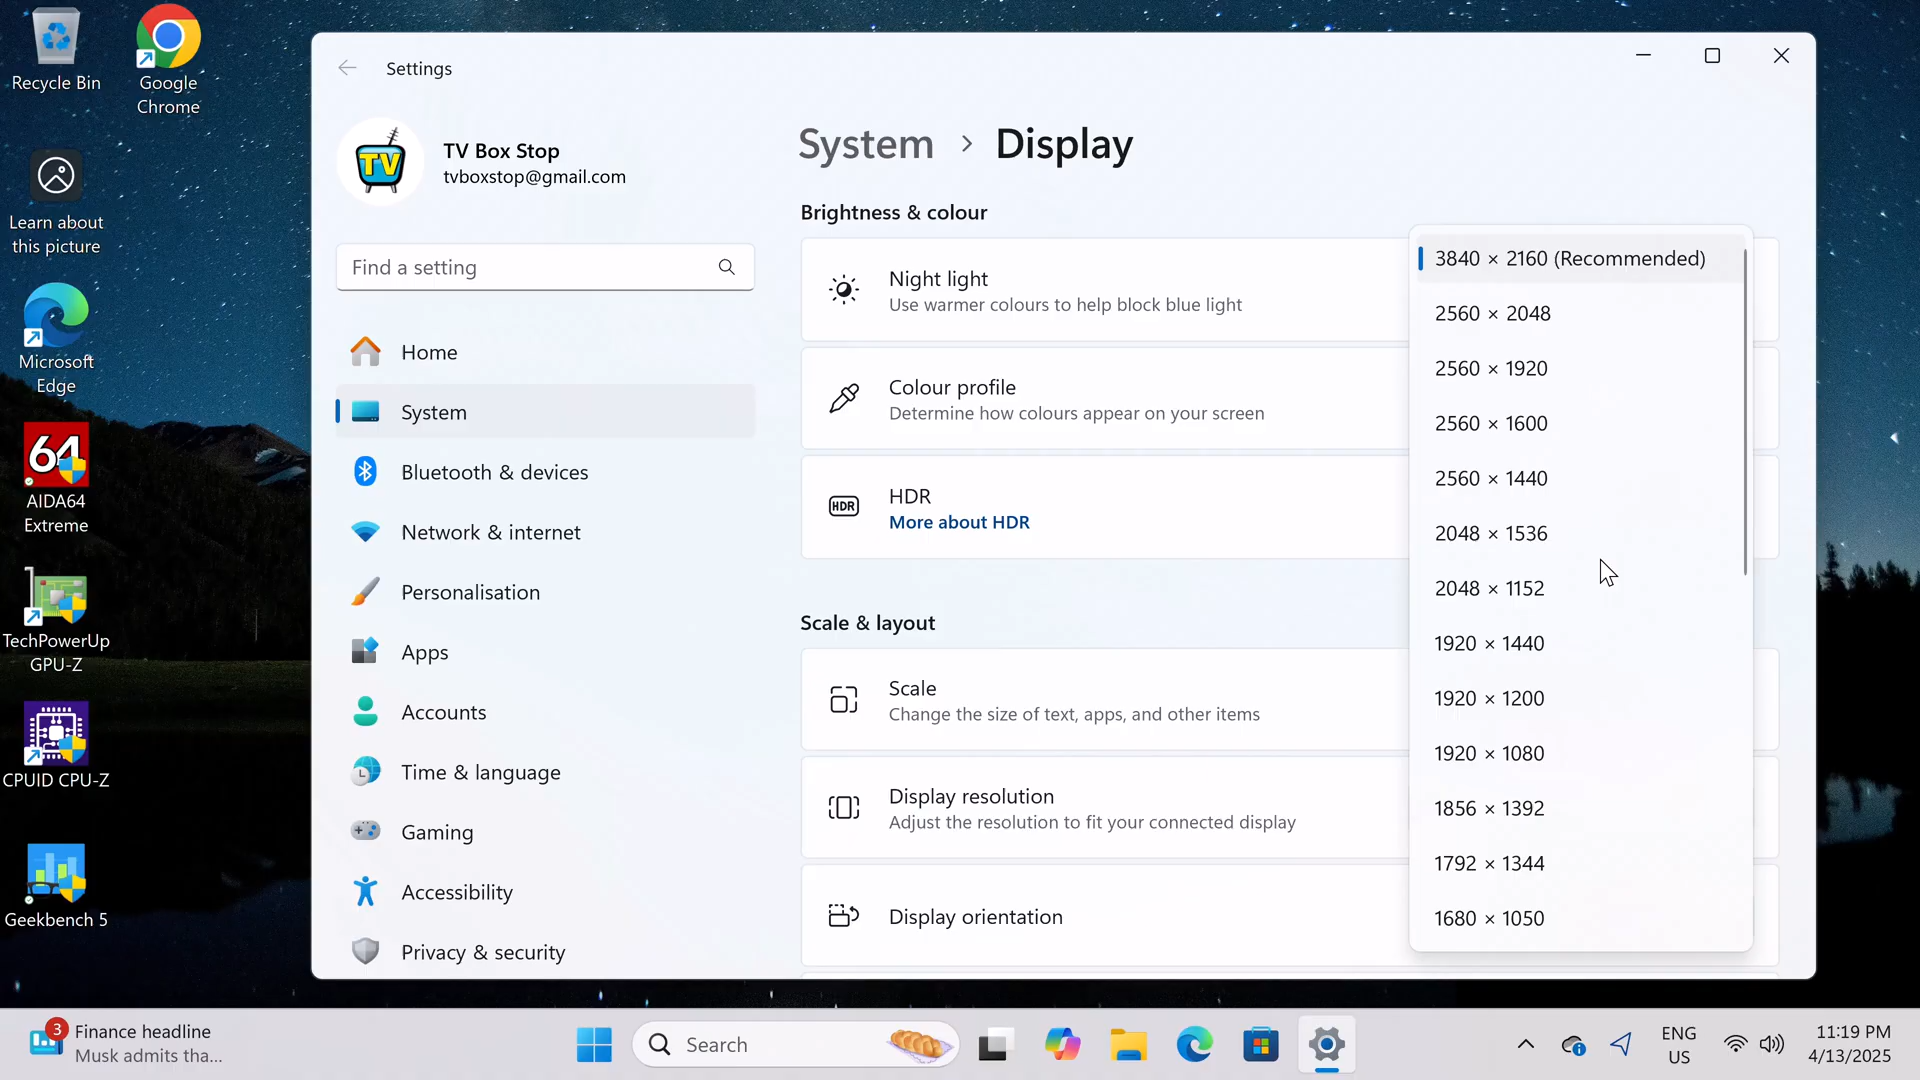 Recycle Bin
Google
Chrome
Learn about
this picture
Microsoft
Edge
64
AIDA64
Extreme
TechPowerUp
GPU-Z
CPUID CPU-Z
Geekbench 5
Settings
TV
TV Box Stop
tvboxstop@gmail.com
Find a setting
Home
System
Bluetooth & devices
Network & internet
Personalisation
Apps
Accounts
Time & language
Gaming
Accessibility
Privacy & security
System > Display
Brightness & colour
Night light
Use warmer colours to help block blue light
Colour profile
Determine how colours appear on your screen
HDR
HDR
More about HDR
Scale & layout
Scale
Change the size of text, apps, and other items
Display resolution
Adjust the resolution to fit your connected display
Display orientation
3840 × 2160 (Recommended)
2560 × 2048
2560 × 1920
2560 × 1600
2560 × 1440
2048 × 1536
2048 × 1152
1920 × 1440
1920 × 1200
1920 × 1080
1856 × 1392
1792 × 1344
1680 × 1050
3
Finance headline
Musk admits tha...
Search
ENG
US
11:19 PM
4/13/2025